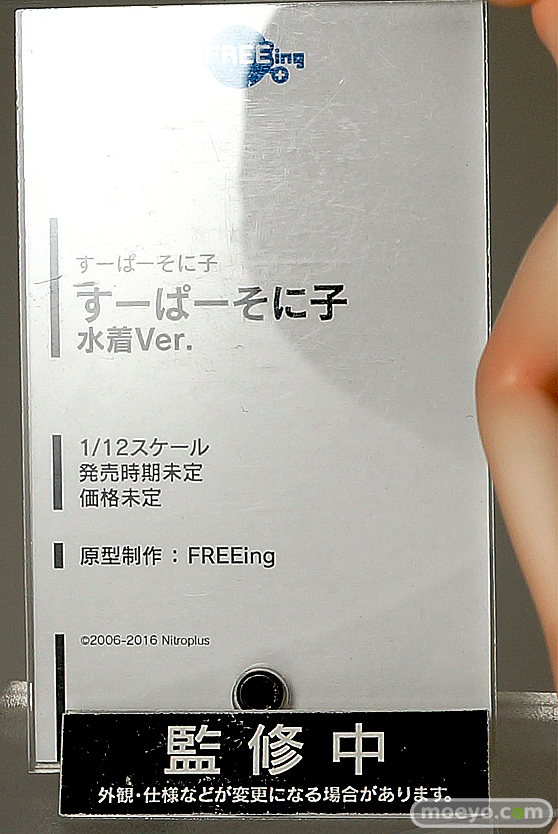 FREEing
すーぱーそに子
すーぱーそに子
水着Ver.
1/12スケール
発売時期未定
価格未定
原型制作：FREEing
©2006-2016 Nitroplus
監修中
外観・仕様などが変更になる場合があります。
moeyo.com